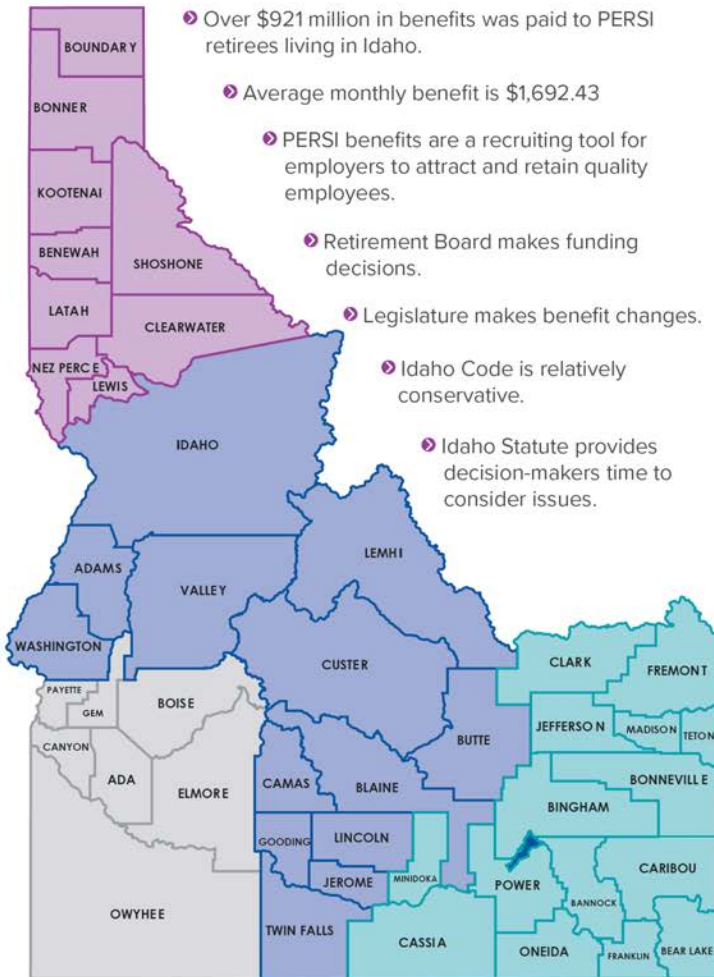 Over $921 million in benefits was paid to PERSI
retirees living in Idaho.
Average monthly benefit is $1,692.43
PERSI benefits are a recruiting tool for
employers to attract and retain quality
employees.
Retirement Board makes funding
decisions.
Legislature makes benefit changes.
Idaho Code is relatively
conservative.
Idaho Statute provides
decision-makers time to
consider issues.
BOUNDARY
BONNER
KOOTENAI
BENEWAH
SHOSHONE
LATAH
CLEARWATER
NEZ PERCE
LEWIS
IDAHO
LEMHI
ADAMS
VALLEY
WASHINGTON
CUSTER
CLARK
FREMONT
PAYETTE
BOISE
GEM
JEFFERSON
MADISON
TETON
BUTTE
CANYON
ADA
CAMAS
BLAINE
BONNEVILLE
ELMORE
BINGHAM
GOODING
LINCOLN
CARIBOU
JEROME
MINIDOKA
POWER
BANNOCK
OWYHEE
TWIN FALLS
CASSIA
ONEIDA
FRANKLIN
BEAR LAKE